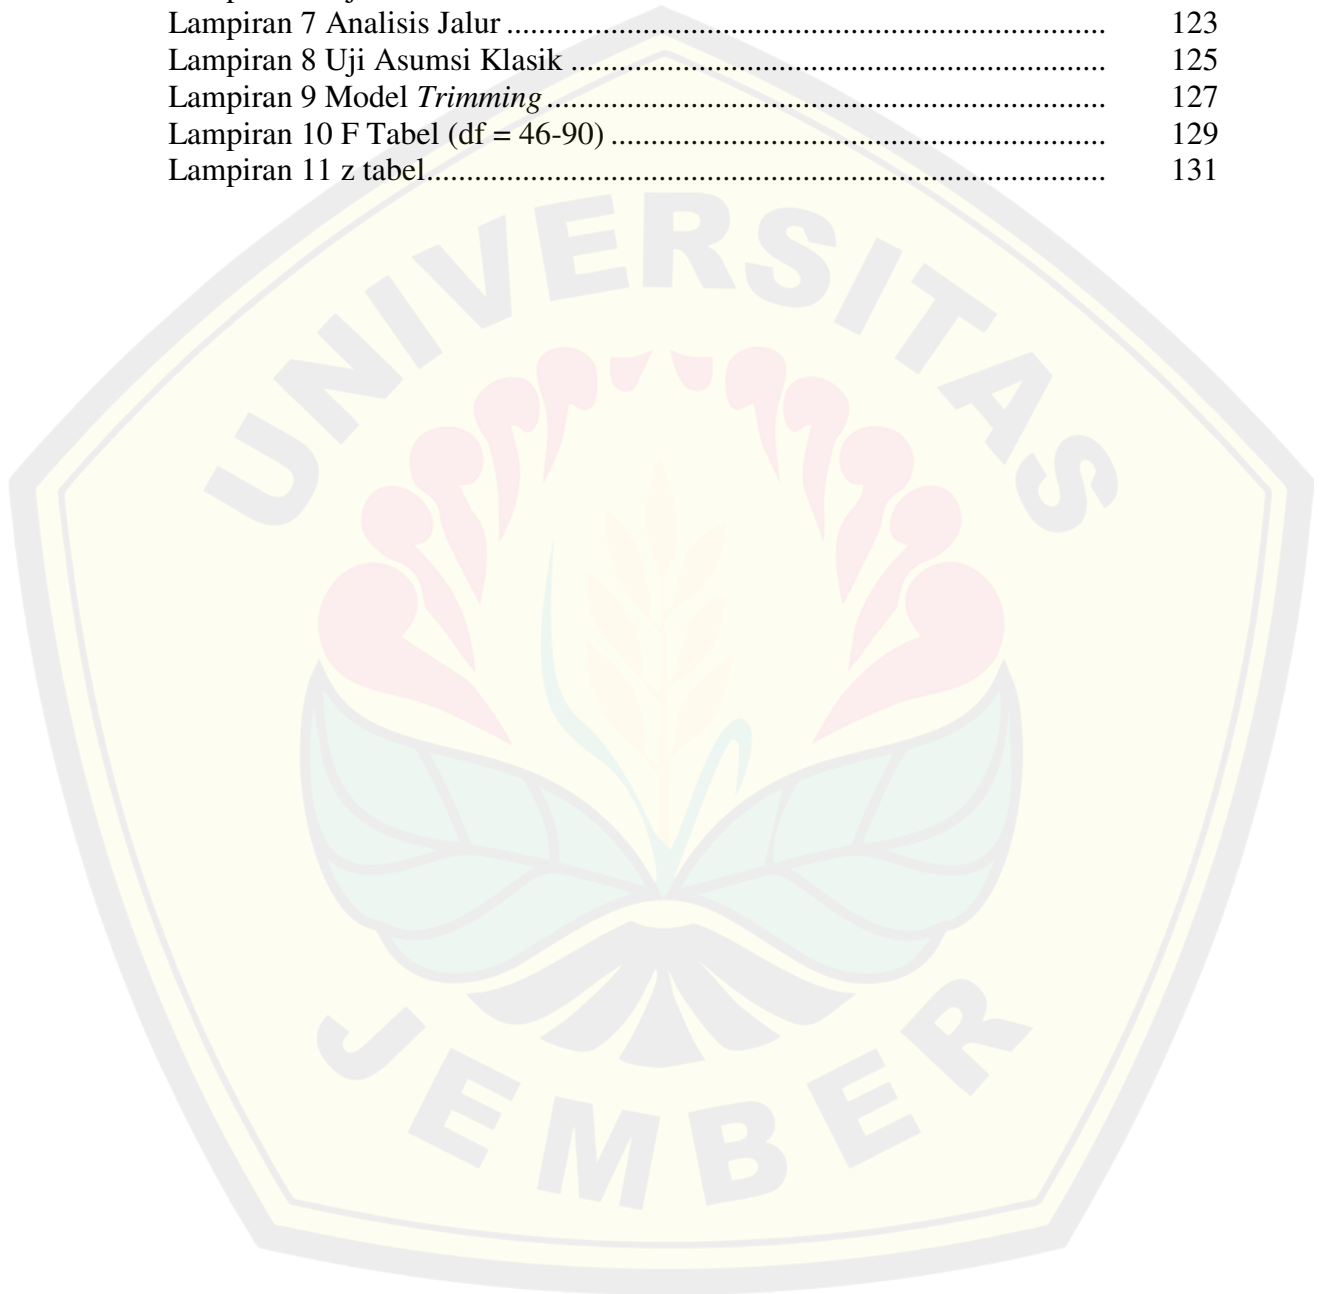 Lampiran 7 Analisis Jalur ............................................................................ 123
Lampiran 8 Uji Asumsi Klasik .................................................................... 125
Lampiran 9 Model Trimming ....................................................................... 127
Lampiran 10 F Tabel (df = 46-90) ............................................................... 129
Lampiran 11 z tabel...................................................................................... 131
UNIVERSITAS
JEMBER